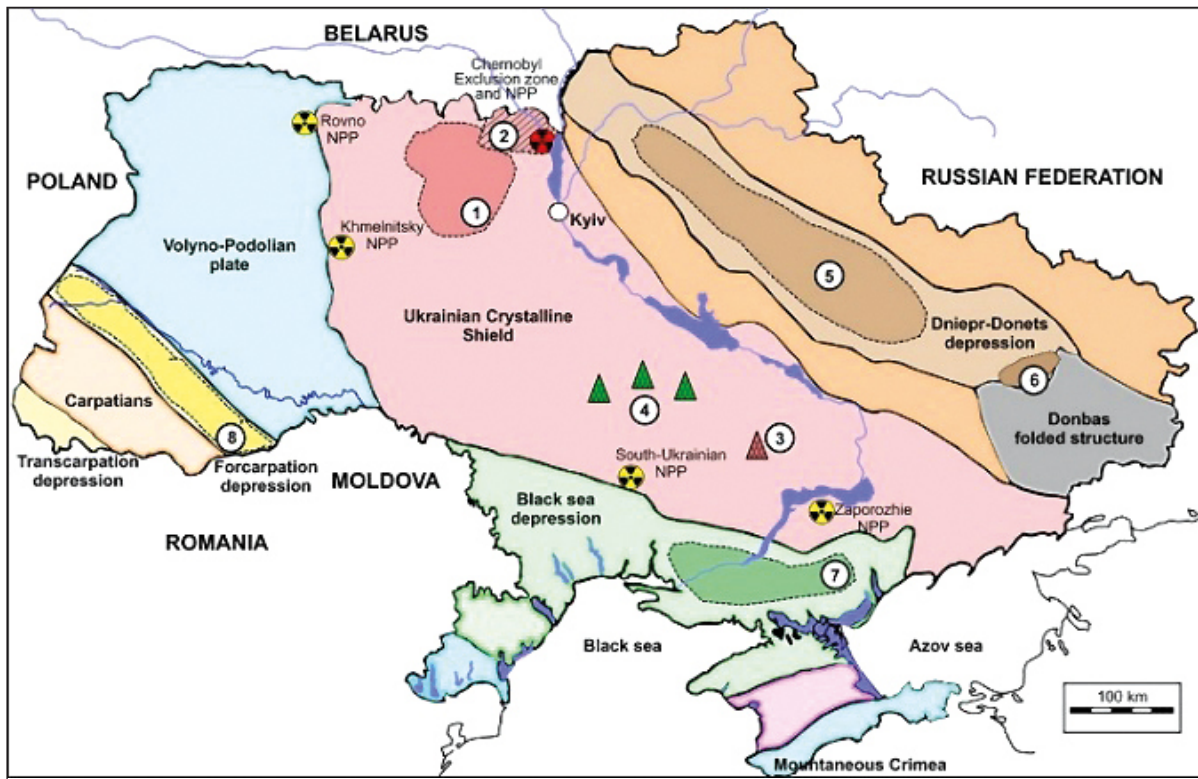 BELARUS
Chernobyl
Exclusion zone
and NPP
Rovno
NPP
2
POLAND
RUSSIAN FEDERATION
1
Kyiv
Khmelnitsky
NPP
Volyno-Podolian
plate
5
Ukrainian Crystalline
Shield
Dniepr-Donets
depression
6
Carpatians
4
3
Donbas
folded structure
8
South-Ukrainian
NPP
Transcarpation
depression
Forcarpation
depression
MOLDOVA
Black sea
depression
Zaporozhie
NPP
ROMANIA
7
Black sea
Azov sea
100 km
Mountaneous Crimea